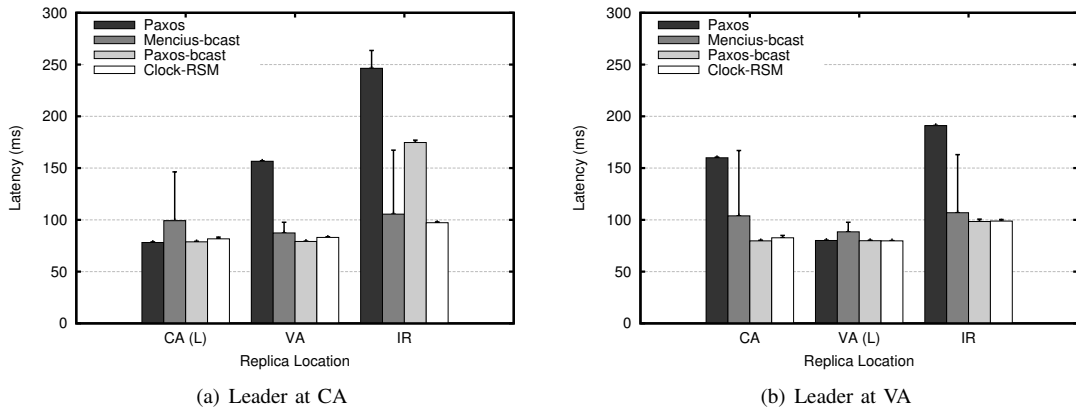 300
250
200
150
100
50
0
Latency (ms)
Paxos
Mencius-bcast
Paxos-bcast
Clock-RSM
CA (L) VA IR
Replica Location
(a) Leader at CA
300
250
200
150
100
50
0
Latency (ms)
Paxos
Mencius-bcast
Paxos-bcast
Clock-RSM
CA VA (L) IR
Replica Location
(b) Leader at VA